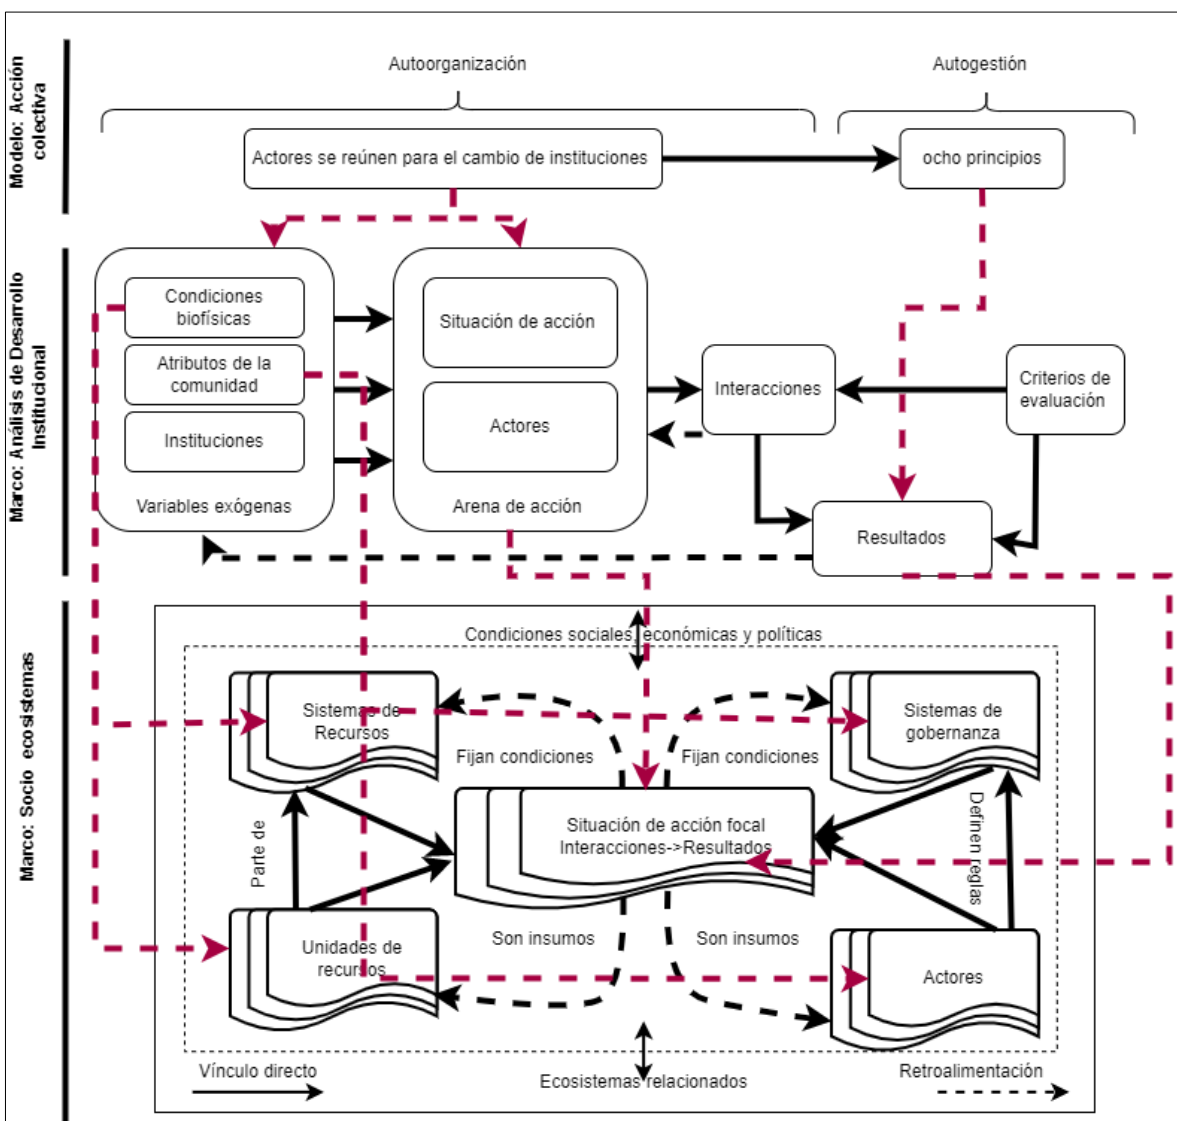 Modelo: Acción
colectiva
Autoorganización
Autogestión
Actores se reúnen para el cambio de instituciones
ocho principios
Marco: Análisis de Desarrollo
Institucional
Condiciones
biofísicas
Atributos de la
comunidad
Instituciones
Variables exógenas
Situación de acción
Actores
Arena de acción
Interacciones
Criterios de
evaluación
Resultados
Marco: Socio ecosistemas
Condiciones sociales, económicas y políticas
Sistemas de
Recursos
Fijan condiciones
Fijan condiciones
Sistemas de
gobernanza
Parte de
Situación de acción focal
Interacciones->Resultados
Definen reglas
Unidades de
recursos
Son insumos
Son insumos
Actores
Vínculo directo
Ecosistemas relacionados
Retroalimentación